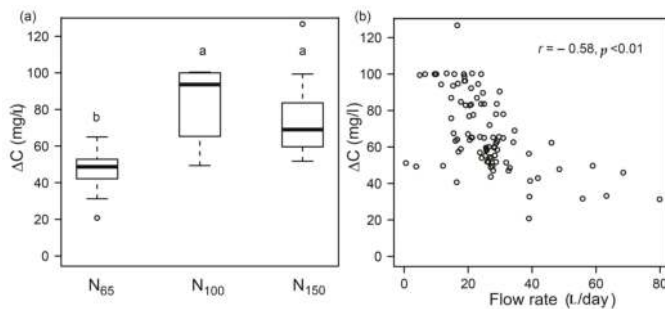 (a)
120
100
80
60
40
20
0
ΔC (mg/l)
b
a
a
N65
N100
N150
(b)
120
100
80
60
40
20
0
ΔC (mg/l)
r = – 0.58, p <0.01
0 20 40 60 80
Flow rate (L/day)